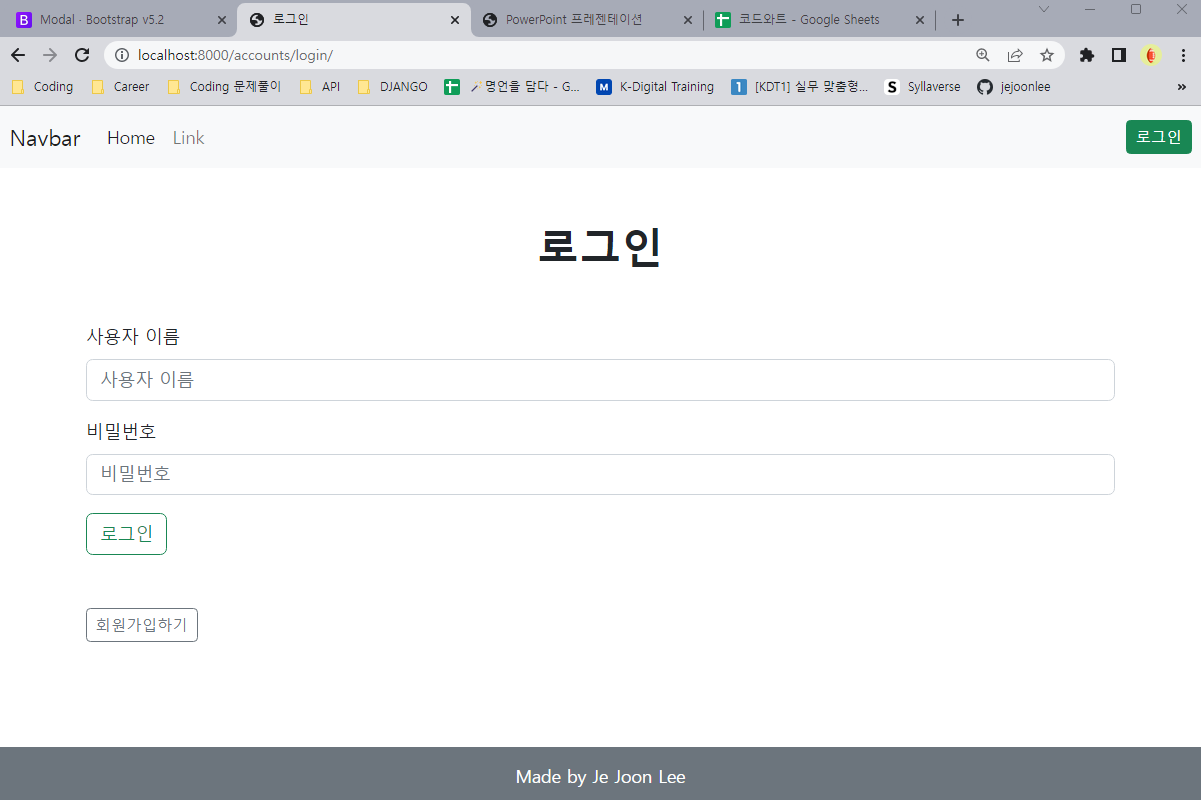 B Modal · Bootstrap v5.2
로그인
PowerPoint 프레젠테이션
코드와트 - Google Sheets
localhost:8000/accounts/login/
Coding
Career
Coding 문제풀이
API
DJANGO
명언을 담다 - G...
M K-Digital Training
1 [KDT1] 실무 맞춤형...
S Syllaverse
jejoonlee
»
Navbar Home Link 로그인
로그인
사용자 이름
사용자 이름
비밀번호
비밀번호
로그인
회원가입하기
Made by Je Joon Lee